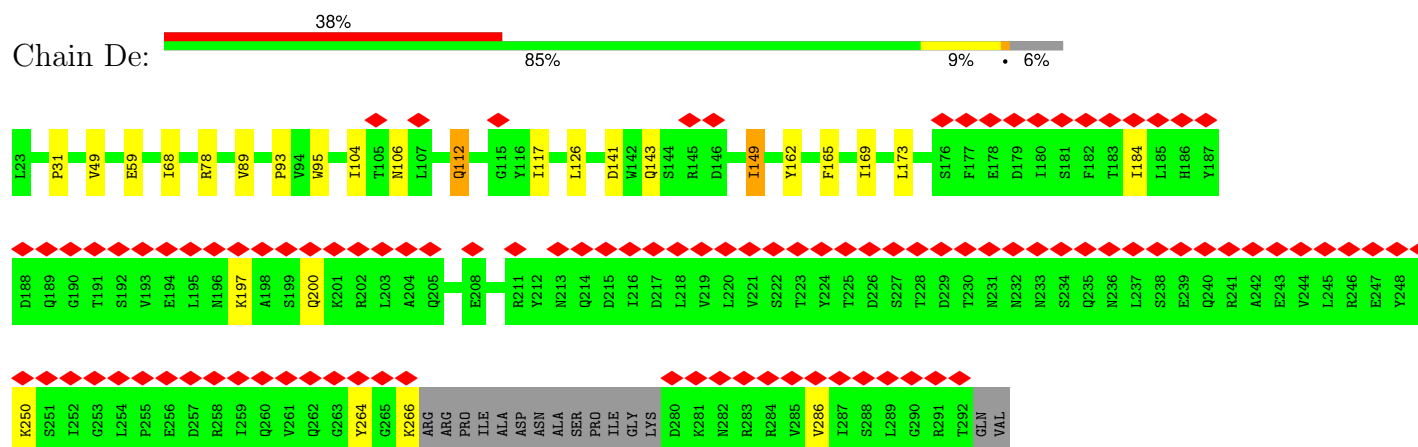 38%
Chain De:
85% 9% • 6%
L23 P31 V49 E59 I68 R78 V89 P93 V94 W95 I104 T105 N106 L107 Q112 G115 Y116 I117 L126 D141 W142 Q143 S144 R145 D146 I149 Y162 F165 I169 L173 S176 F177 E178 D179 I180 S181 F182 T183 I184 L185 H186 Y187
D188 Q189 G190 T191 S192 V193 E194 L195 N196 K197 A198 S199 Q200 K201 R202 L203 A204 Q205 E208 R211 Y212 N213 Q214 D215 I216 D217 L218 V219 L220 V221 S222 T223 Y224 T225 D226 S227 T228 D229 T230 N231 N232 N233 S234 Q235 N236 L237 S238 E239 Q240 R241 A242 E243 V244 L245 R246 E247 Y248
K250 S251 I252 G253 L254 P255 E256 D257 R258 I259 Q260 V261 Q262 G263 Y264 G265 K266 ARG ARG PRO ILE ALA ASP ASN ALA SER PRO ILE GLY LYS D280 K281 N282 R283 R284 V285 V286 I287 S288 L289 G290 R291 T292 GLN VAL